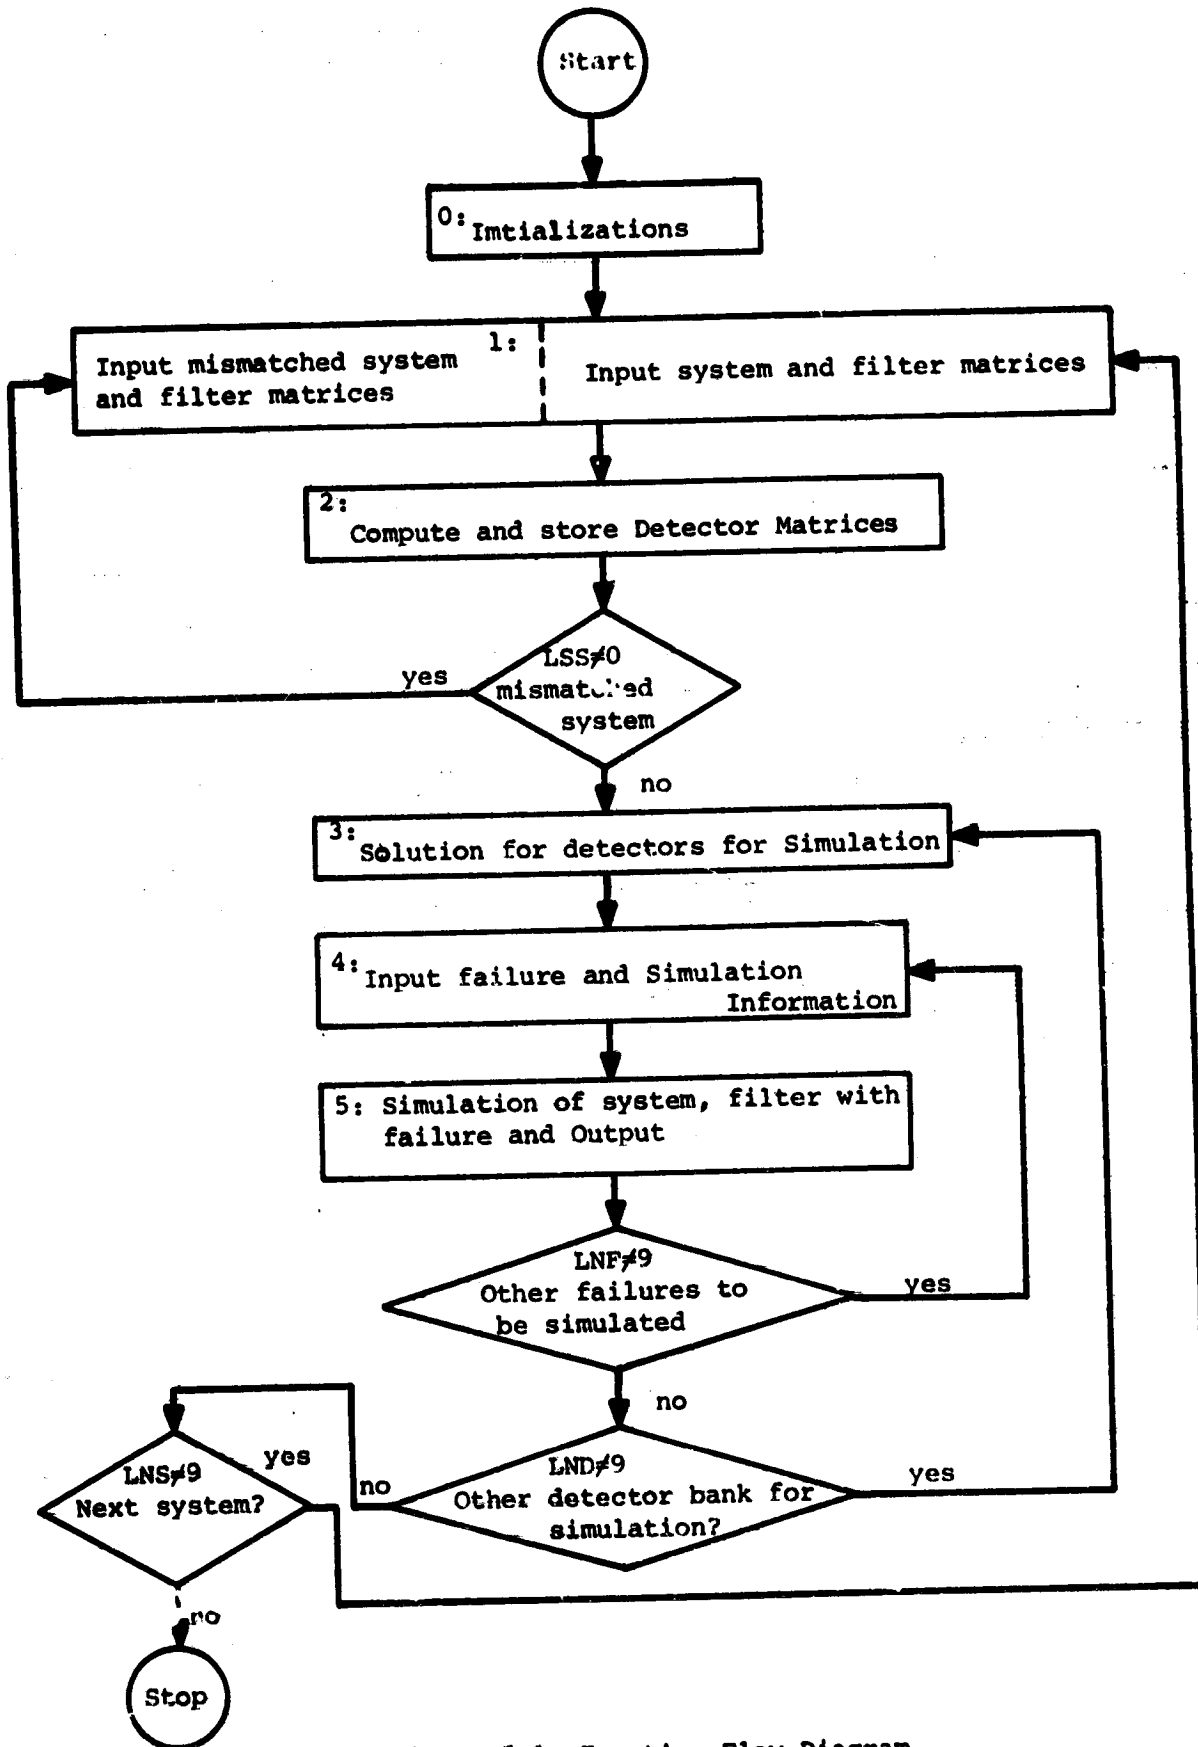 Start
0:
Imtializations
1:
Input mismatched system
and filter matrices
Input system and filter matrices
2:
Compute and store Detector Matrices
LSS≠0
mismatched
system
yes
no
3:
Solution for detectors for Simulation
4:
Input failure and Simulation
Information
5: Simulation of system, filter with
failure and Output
LNF≠9
Other failures to
be simulated
yes
no
LND≠9
Other detector bank for
simulation?
yes
no
LNS≠9
Next system?
yes
no
Stop
Flow Diagram